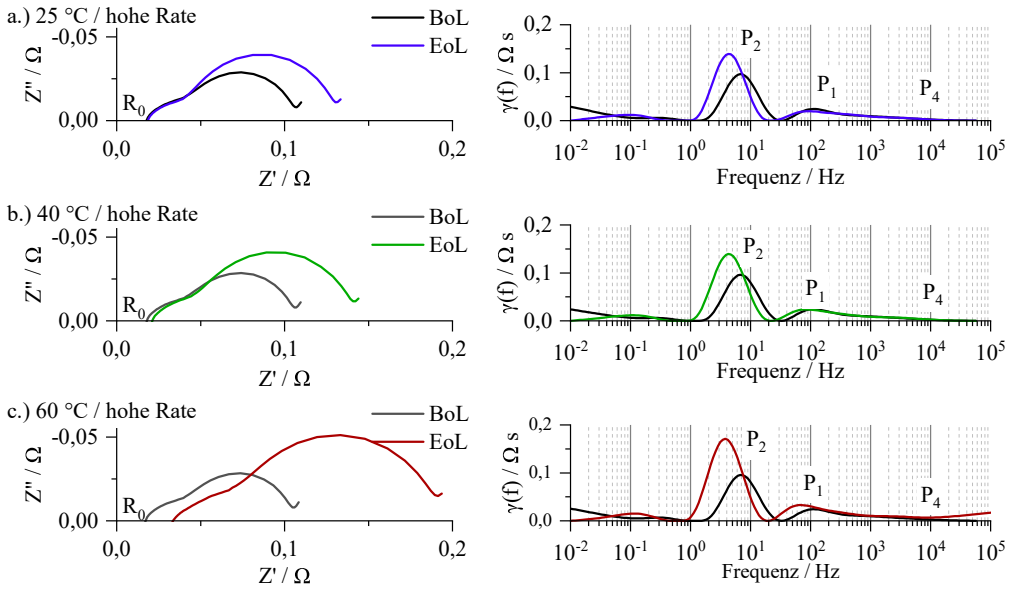 a.) 25 °C / hohe Rate
BoL
EoL
-0,05
0,00
Z'' / Ω
R0
0,0
0,1
0,2
Z' / Ω
0,2
0,1
0,0
γ(f) / Ω s
P2
P1
P4
10-2
10-1
100
101
102
103
104
105
Frequenz / Hz
b.) 40 °C / hohe Rate
BoL
EoL
-0,05
0,00
Z'' / Ω
R0
0,0
0,1
0,2
Z' / Ω
0,2
0,1
0,0
γ(f) / Ω s
P2
P1
P4
10-2
10-1
100
101
102
103
104
105
Frequenz / Hz
c.) 60 °C / hohe Rate
BoL
EoL
-0,05
0,00
Z'' / Ω
R0
0,0
0,1
0,2
Z' / Ω
0,2
0,1
0,0
γ(f) / Ω s
P2
P1
P4
10-2
10-1
100
101
102
103
104
105
Frequenz / Hz